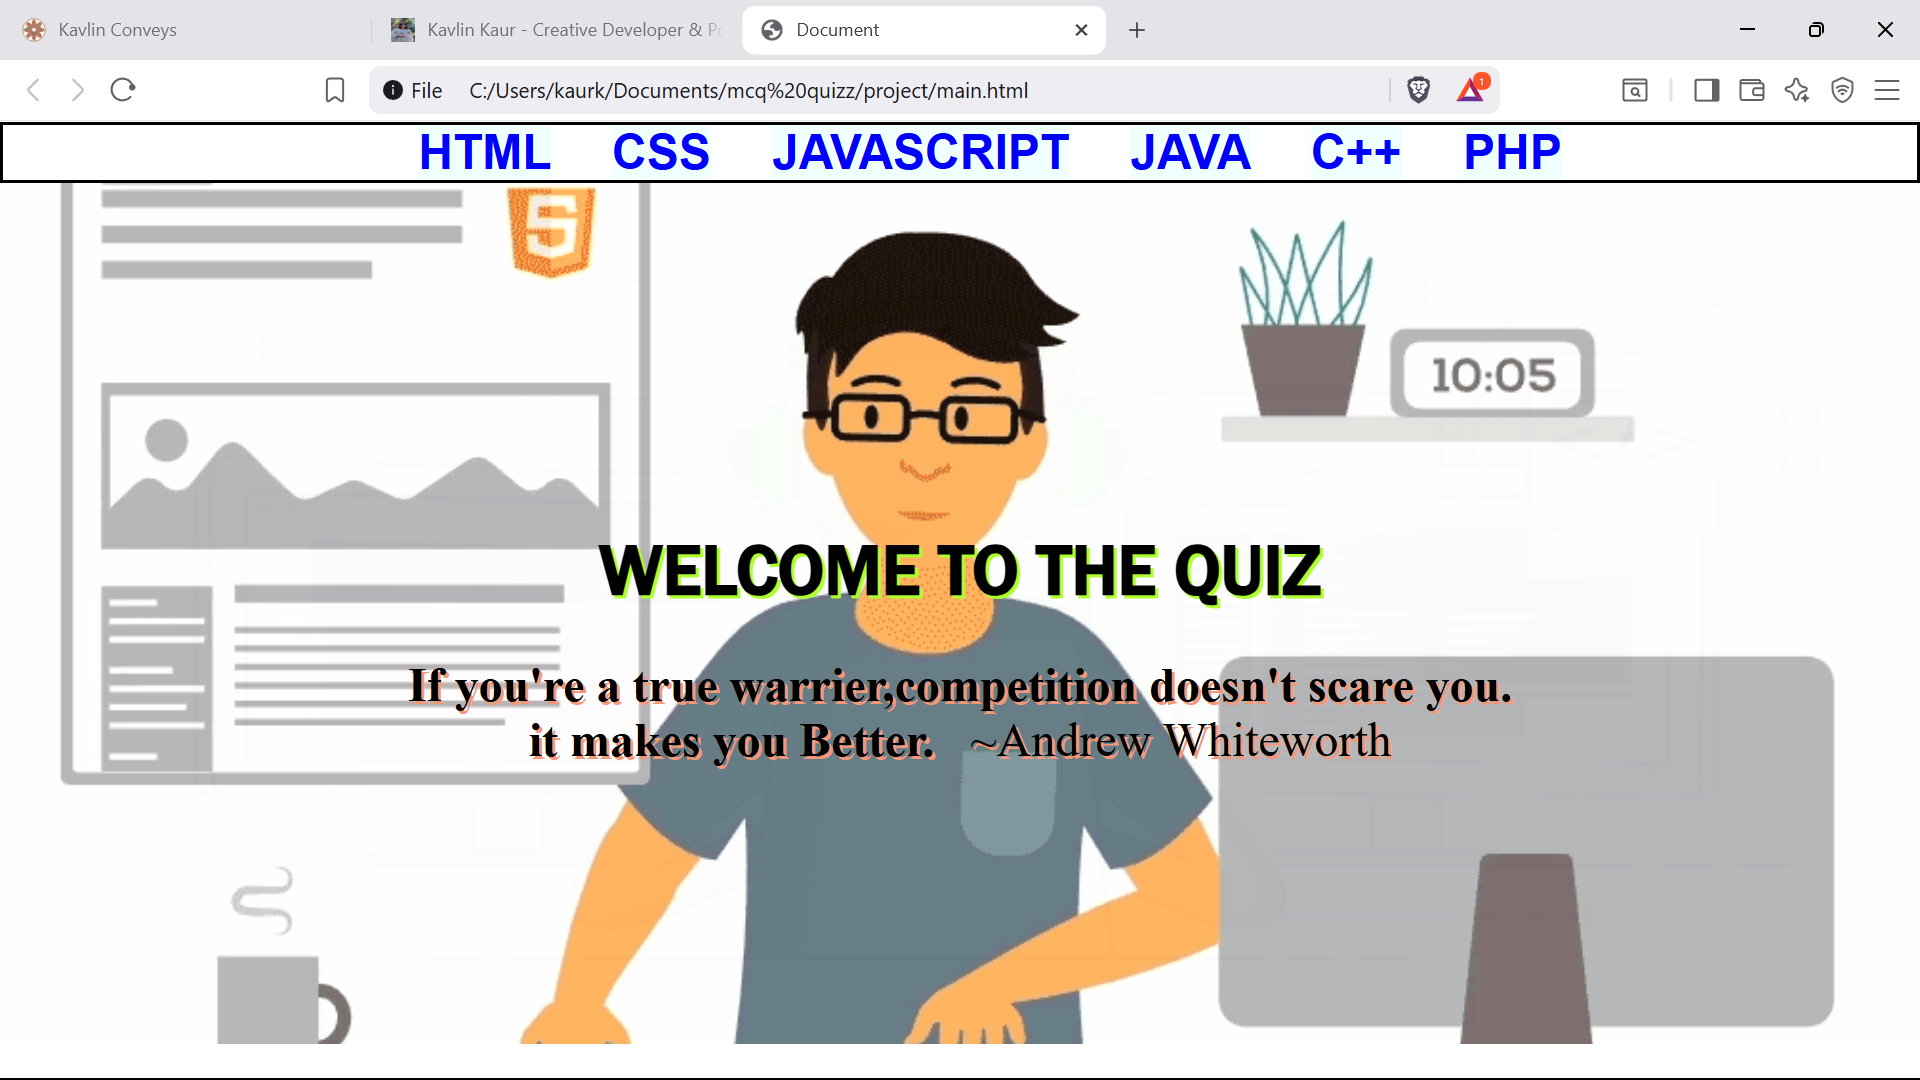 Kavlin Conveys
Kavlin Kaur - Creative Developer & Po
Document
File C:/Users/kaurk/Documents/mcq%20quizz/project/main.html
1
HTML CSS JAVASCRIPT JAVA C++ PHP
5
10:05
WELCOME TO THE QUIZ
If you're a true warrier,competition doesn't scare you.
it makes you Better. ~Andrew Whiteworth